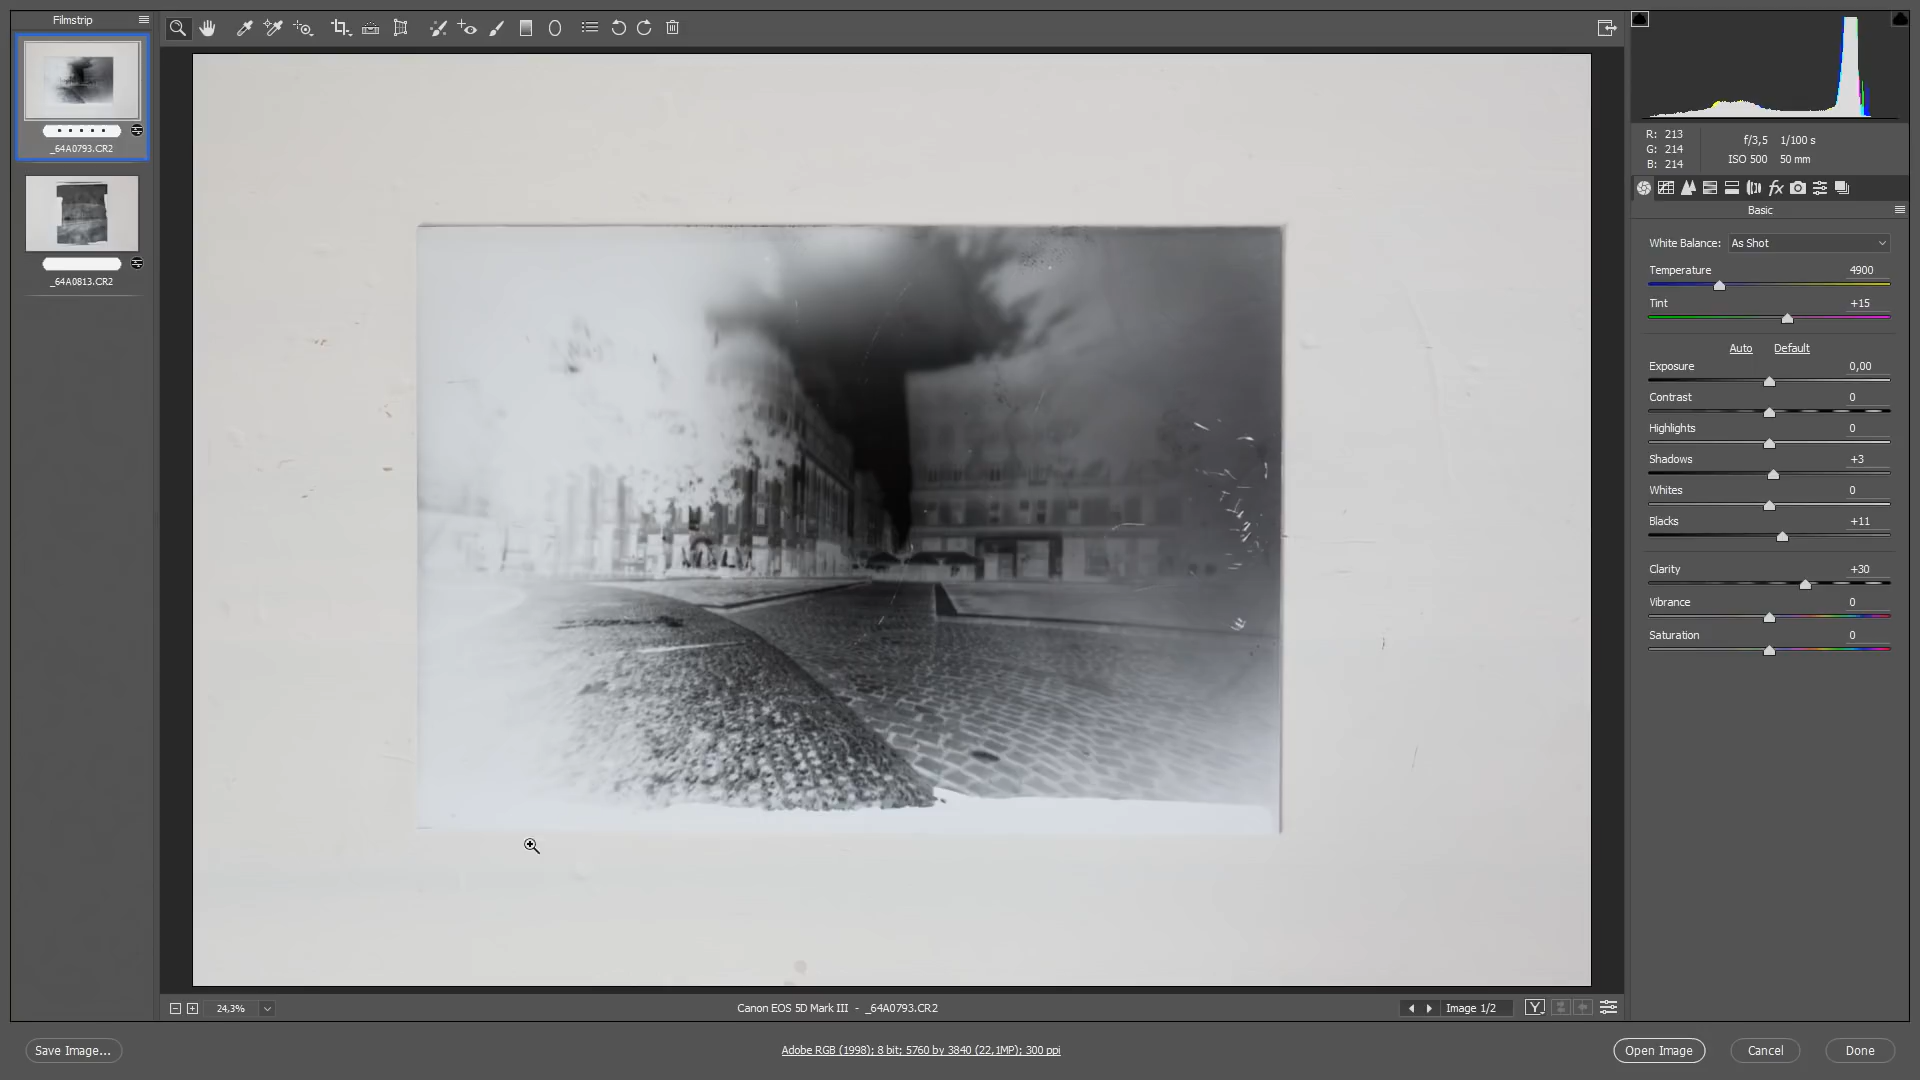 Filmstrip
_64A0793.CR2
_64A0813.CR2
R: 213
G: 214
B: 214
f/3,5 1/100 s
ISO 500 50 mm
fx
Basic
White Balance: As Shot
Temperature 4900
Tint +15
Auto Default
Exposure 0,00
Contrast 0
Highlights 0
Shadows +3
Whites 0
Blacks +11
Clarity +30
Vibrance 0
Saturation 0
24,3%
Canon EOS 5D Mark III - _64A0793.CR2
Image 1/2
Y
Save Image...
Adobe RGB (1998); 8 bit; 5760 by 3840 (22,1MP); 300 ppi
Open Image
Cancel
Done